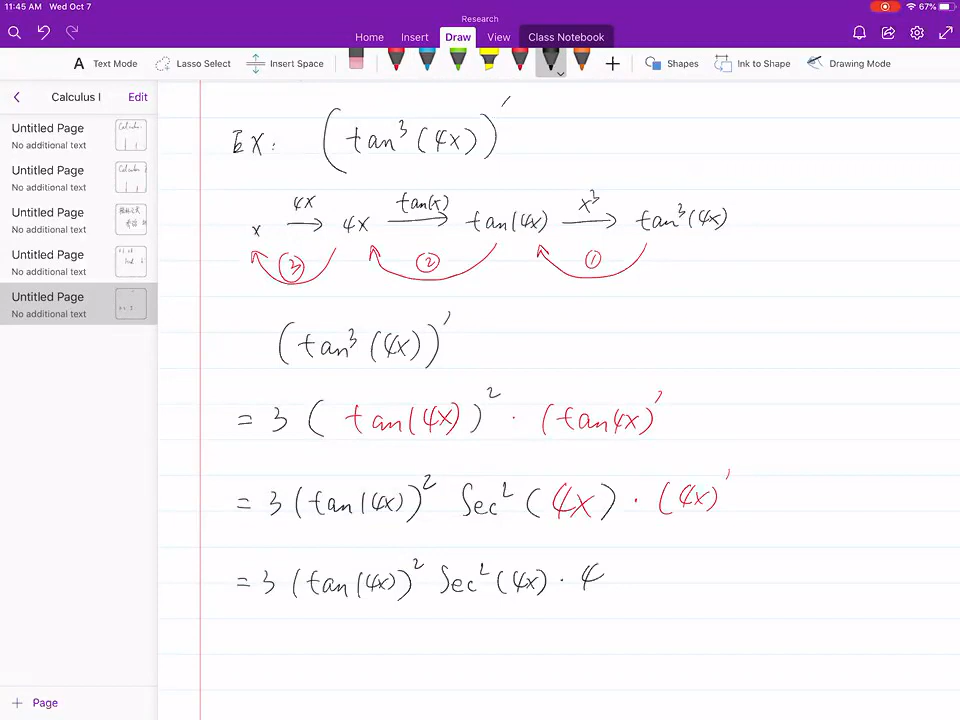 11:45 AM Wed Oct 7
67%
Research
Home Insert Draw View Class Notebook
Text Mode Lasso Select Insert Space Shapes Ink to Shape Drawing Mode
Calculus I Edit
Untitled Page
No additional text
Untitled Page
No additional text
Untitled Page
No additional text
Untitled Page
No additional text
Untitled Page
No additional text
Page
EX: (tan³(4x))′
x →(4x) 4x →(tan(x)) tan(4x) →(x³) tan³(4x)
③ ② ①
(tan³(4x))′
= 3(tan(4x))² · (tan4x)′
= 3(tan(4x))² Sec²(4x) · (4x)′
= 3(tan(4x))² Sec²(4x) · 4